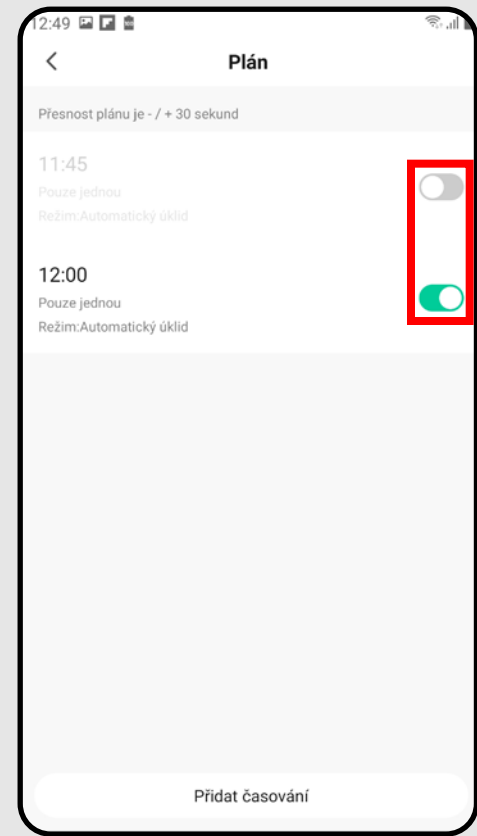 12:49
Plán
Přesnost plánu je - / + 30 sekund
11:45
Pouze jednou
Režim:Automatický úklid
12:00
Pouze jednou
Režim:Automatický úklid
Přidat časování